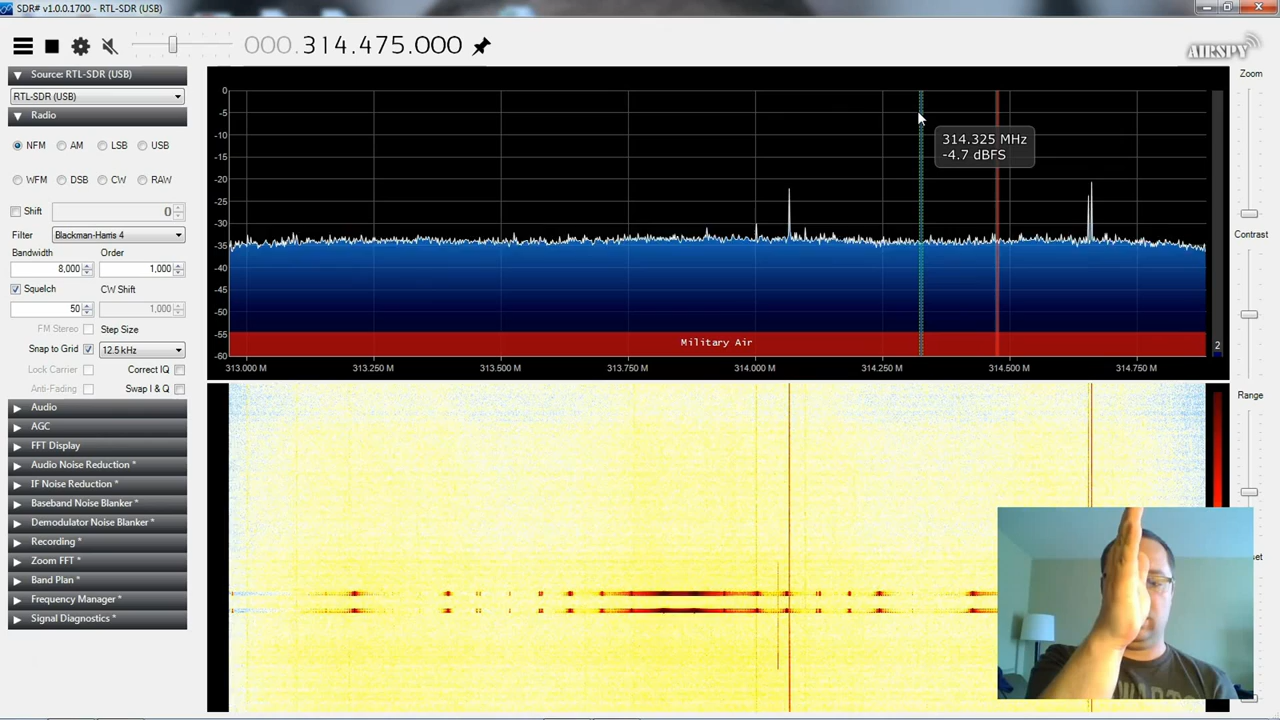 SDR# v1.0.0.1700 - RTL-SDR (USB)
000.314.475.000
AIRSPY
Source: RTL-SDR (USB)
RTL-SDR (USB)
Radio
NFM AM LSB USB
WFM DSB CW RAW
Shift 0
Filter Blackman-Harris 4
Bandwidth Order
8,000 1,000
Squelch CW Shift
50 1,000
FM Stereo Step Size
Snap to Grid 12.5 kHz
Lock Carrier Correct IQ
Anti-Fading Swap I & Q
Audio
AGC
FFT Display
Audio Noise Reduction *
IF Noise Reduction *
Baseband Noise Blanker *
Demodulator Noise Blanker *
Recording *
Zoom FFT *
Band Plan *
Frequency Manager *
Signal Diagnostics *
0
-5
-10
-15
-20
-25
-30
-35
-40
-45
-50
-55
-60
314.325 MHz
-4.7 dBFS
Military Air
2
313.000 M 313.250 M 313.500 M 313.750 M 314.000 M 314.250 M 314.500 M 314.750 M
Zoom
Contrast
Range